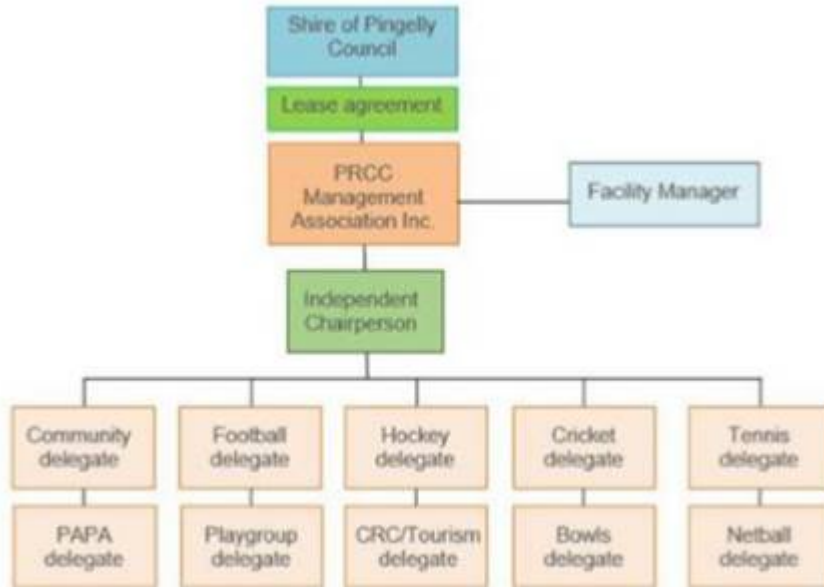 Shire of Pingelly
Council
Lease agreement
PRCC
Management
Association Inc.
Facility Manager
Independent
Chairperson
Community
delegate
Football
delegate
Hockey
delegate
Cricket
delegate
Tennis
delegate
PAPA
delegate
Playgroup
delegate
CRC/Tourism
delegate
Bowls
delegate
Netball
delegate